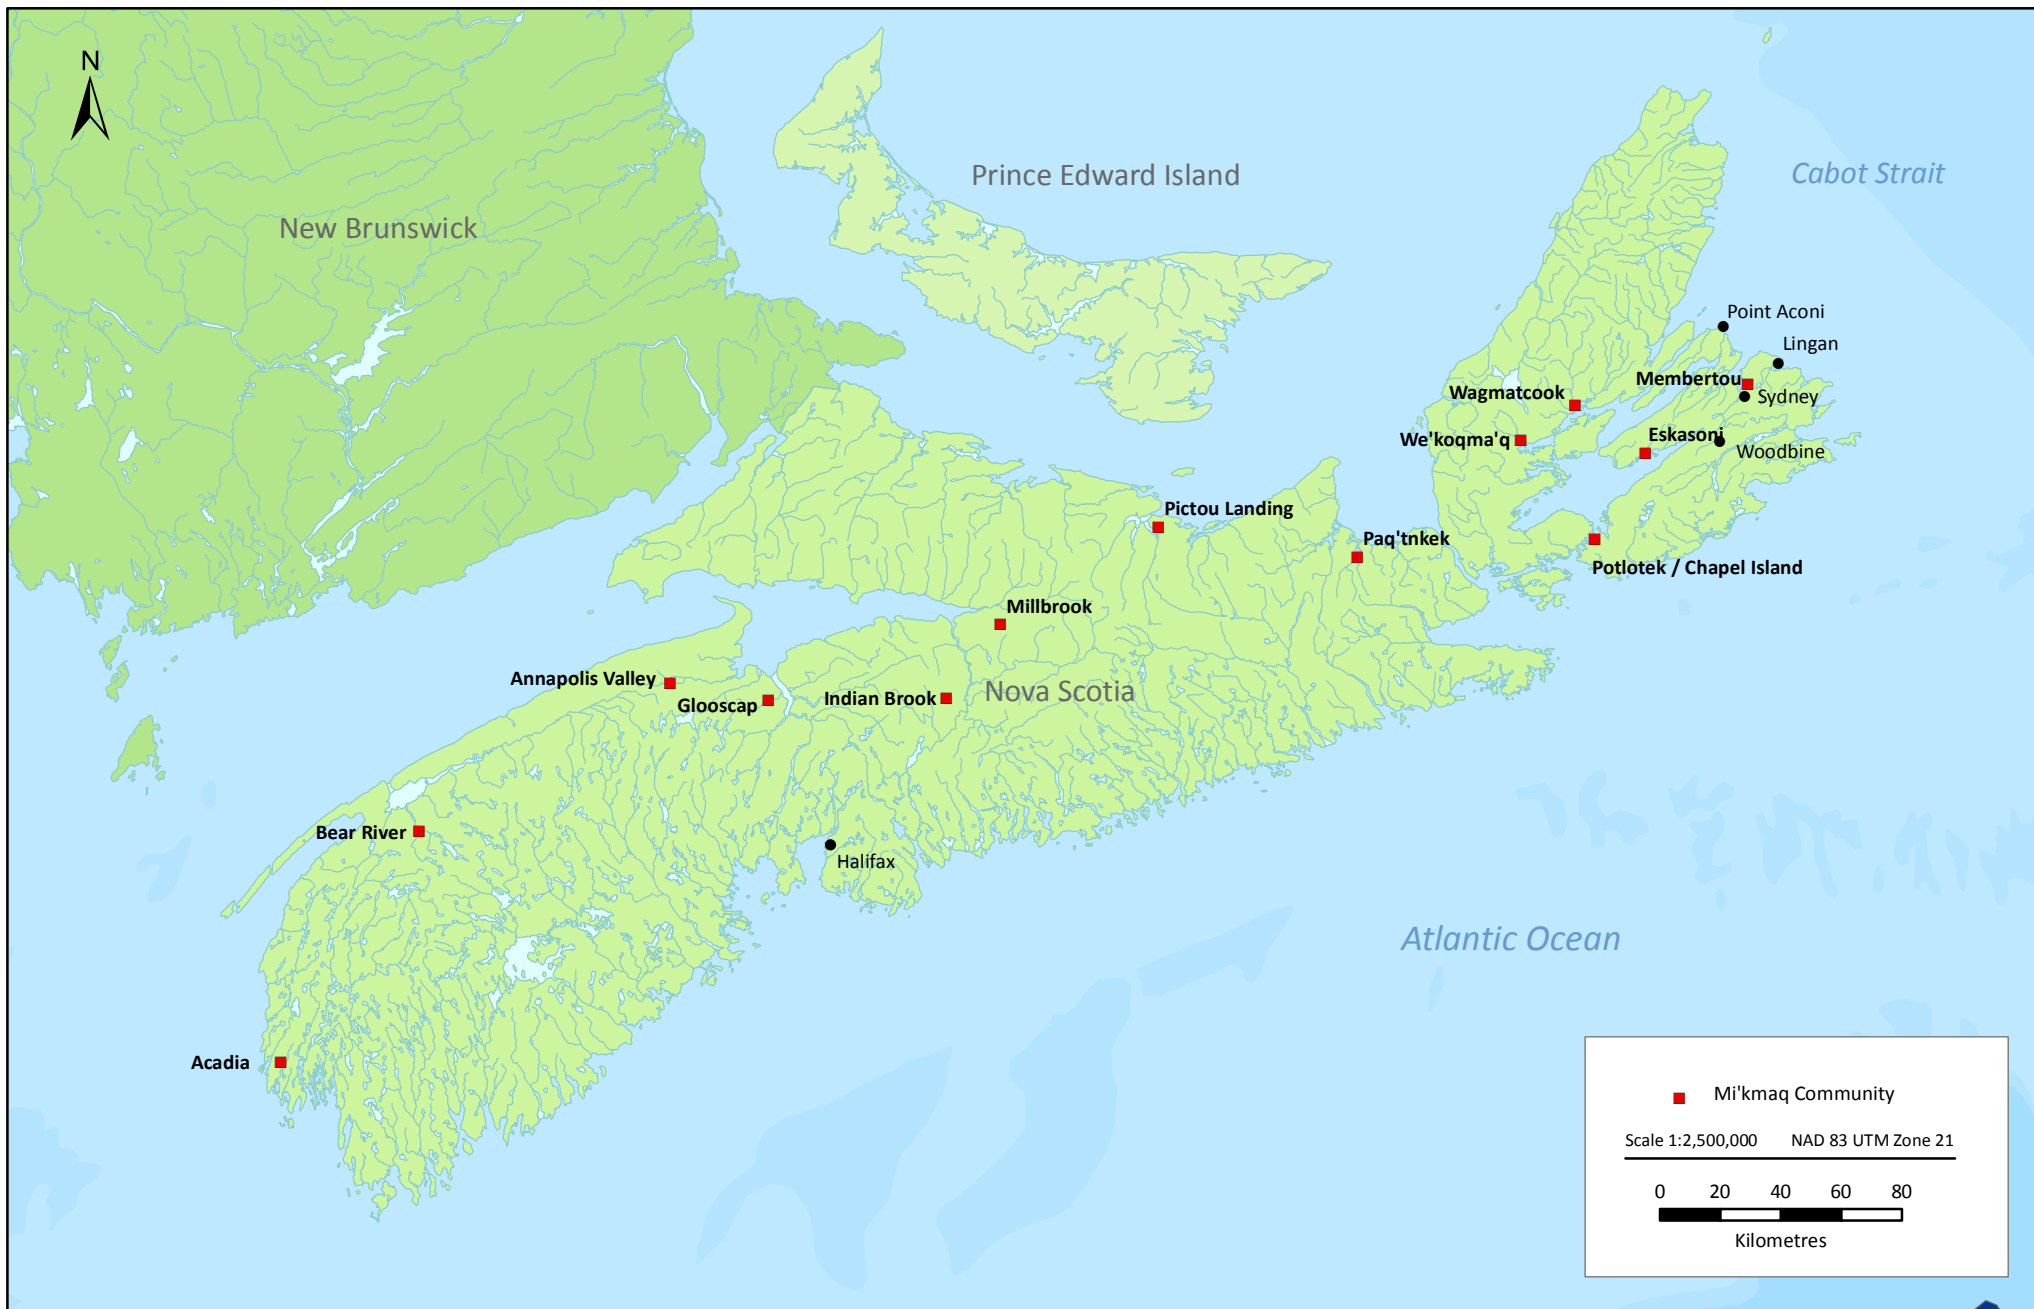 N
Prince Edward Island
Cabot Strait
New Brunswick
Point Aconi
Lingan
Membertou
Wagmatcook
Sydney
We'koqma'q
Eskasoni
Woodbine
Pictou Landing
Paq'tnkek
Potlotek / Chapel Island
Millbrook
Annapolis Valley
Glooscap
Indian Brook
Nova Scotia
Bear River
Halifax
Atlantic Ocean
Acadia
Mi'kmaq Community
Scale 1:2,500,000 NAD 83 UTM Zone 21
0 20 40 60 80
Kilometres